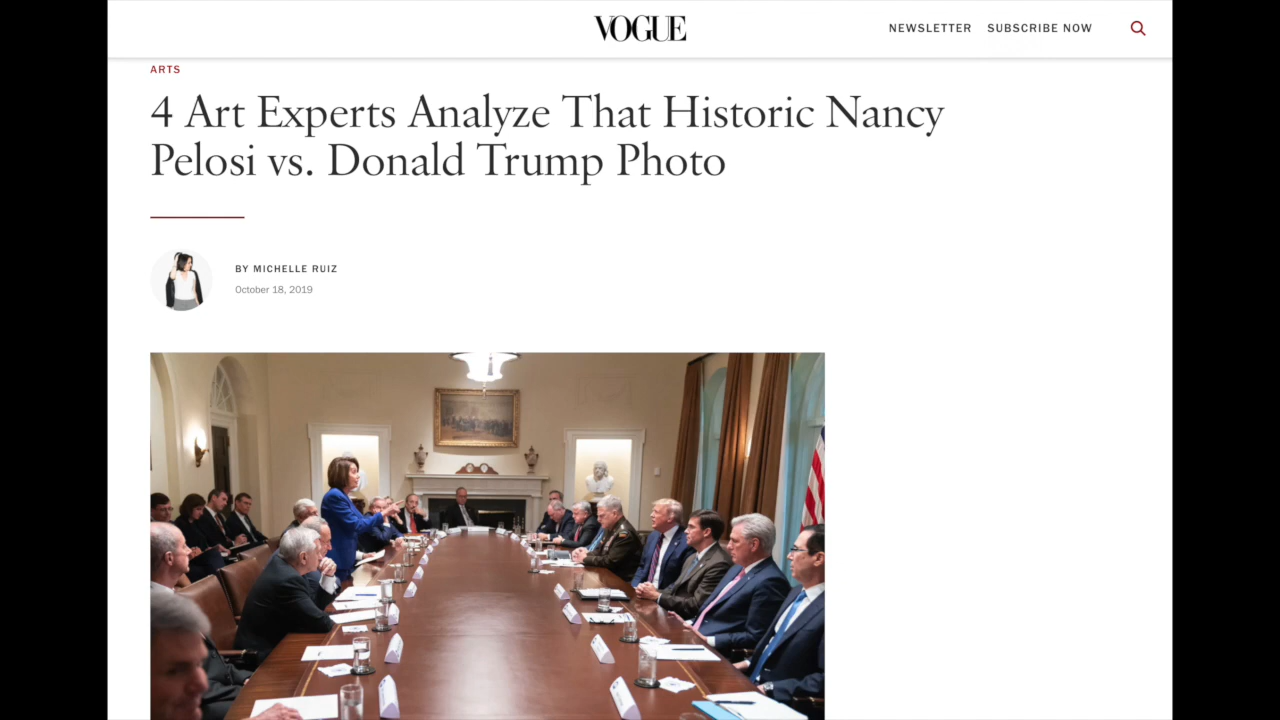 VOGUE
NEWSLETTER SUBSCRIBE NOW
ARTS
4 Art Experts Analyze That Historic Nancy
Pelosi vs. Donald Trump Photo
BY MICHELLE RUIZ
October 18, 2019